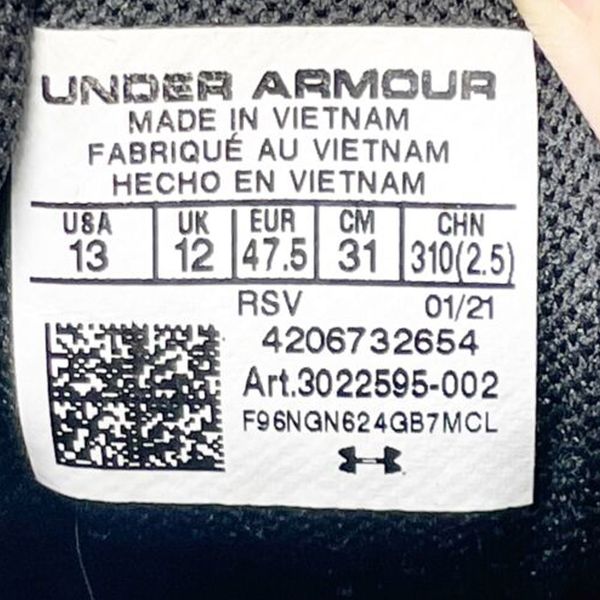 UNDER ARMOUR
MADE IN VIETNAM
FABRIQUÉ AU VIETNAM
HECHO EN VIETNAM
USA UK EUR CM CHN
13 12 47.5 31 310(2.5)
RSV 01/21
4206732654
Art.3022595-002
F96NGN624GB7MCL